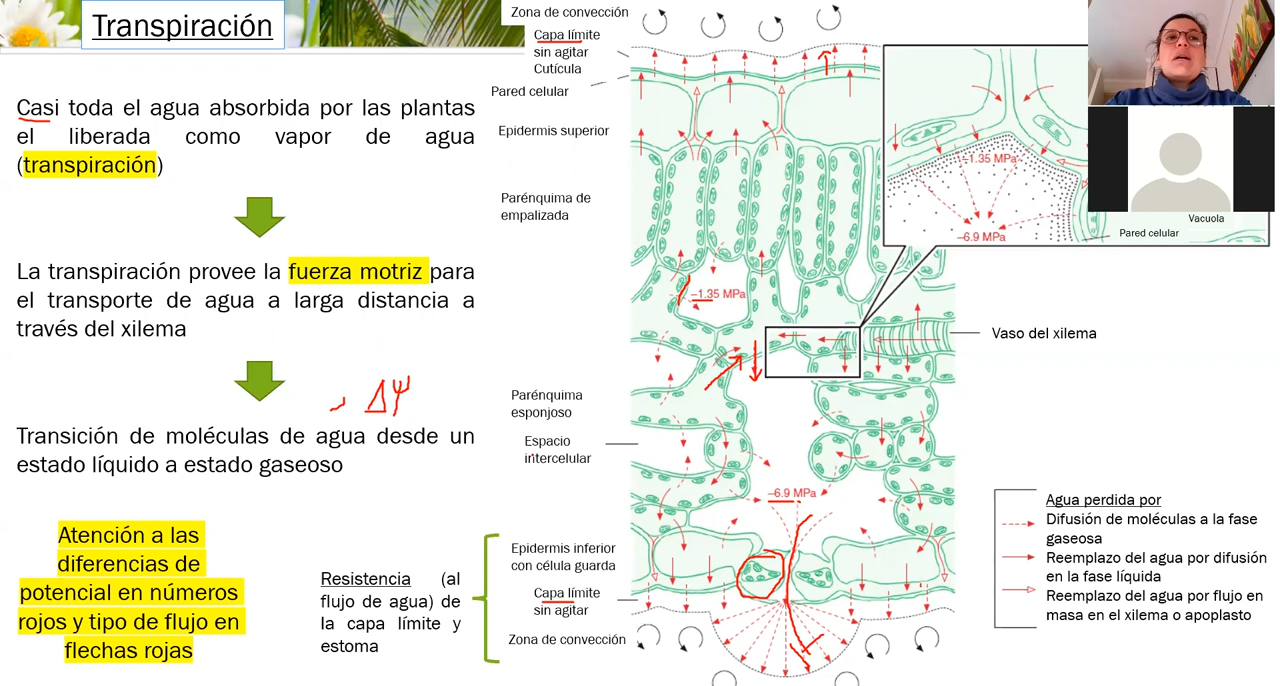 Transpiración
Casi toda el agua absorbida por las plantas
el liberada como vapor de agua
(transpiración)
La transpiración provee la fuerza motriz para
el transporte de agua a larga distancia a
través del xilema
ΔΨ
Transición de moléculas de agua desde un
estado líquido a estado gaseoso
Atención a las
diferencias de
potencial en números
rojos y tipo de flujo en
flechas rojas
Resistencia (al
flujo de agua) de
la capa límite y
estoma
Zona de convección
Capa límite
sin agitar
Cutícula
Pared celular
Epidermis superior
Parénquima de
empalizada
Parénquima
esponjoso
Espacio
intercelular
Epidermis inferior
con célula guarda
Capa límite
sin agitar
Zona de convección
–1.35 MPa
–6.9 MPa
–1.35 MPa
–6.9 MPa
Vacuola
Pared celular
Vaso del xilema
Agua perdida por
Difusión de moléculas a la fase
gaseosa
Reemplazo del agua por difusión
en la fase líquida
Reemplazo del agua por flujo en
masa en el xilema o apoplasto